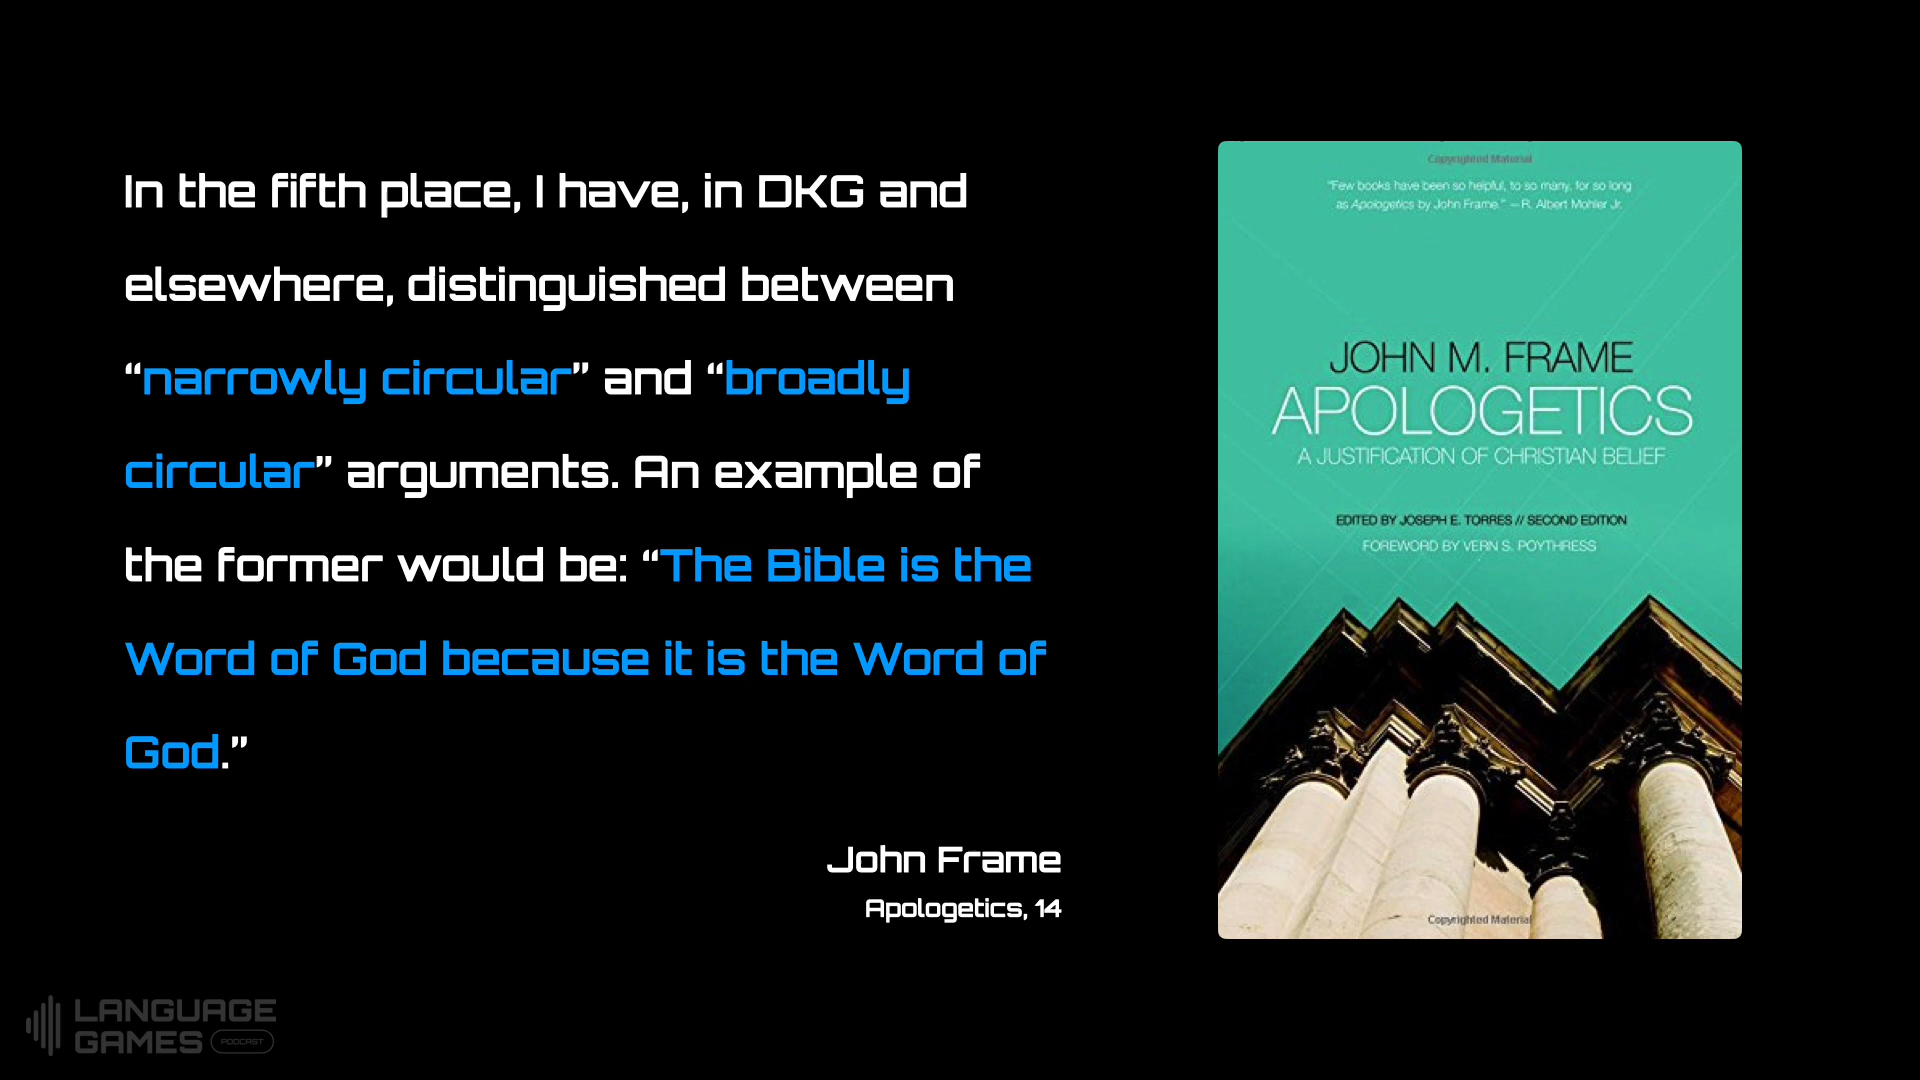 In the fifth place, I have, in DKG and
elsewhere, distinguished between
“narrowly circular” and “broadly
circular” arguments. An example of
the former would be: “The Bible is the
Word of God because it is the Word of
God.”
John Frame
Apologetics, 14
Copyrighted Material
“Few books have been so helpful, to so many, for so long
as Apologetics by John Frame.” —R. Albert Mohler Jr.
JOHN M. FRAME
APOLOGETICS
A JUSTIFICATION OF CHRISTIAN BELIEF
EDITED BY JOSEPH E. TORRES // SECOND EDITION
FOREWORD BY VERN S. POYTHRESS
Copyrighted Material
LANGUAGE
GAMES PODCAST